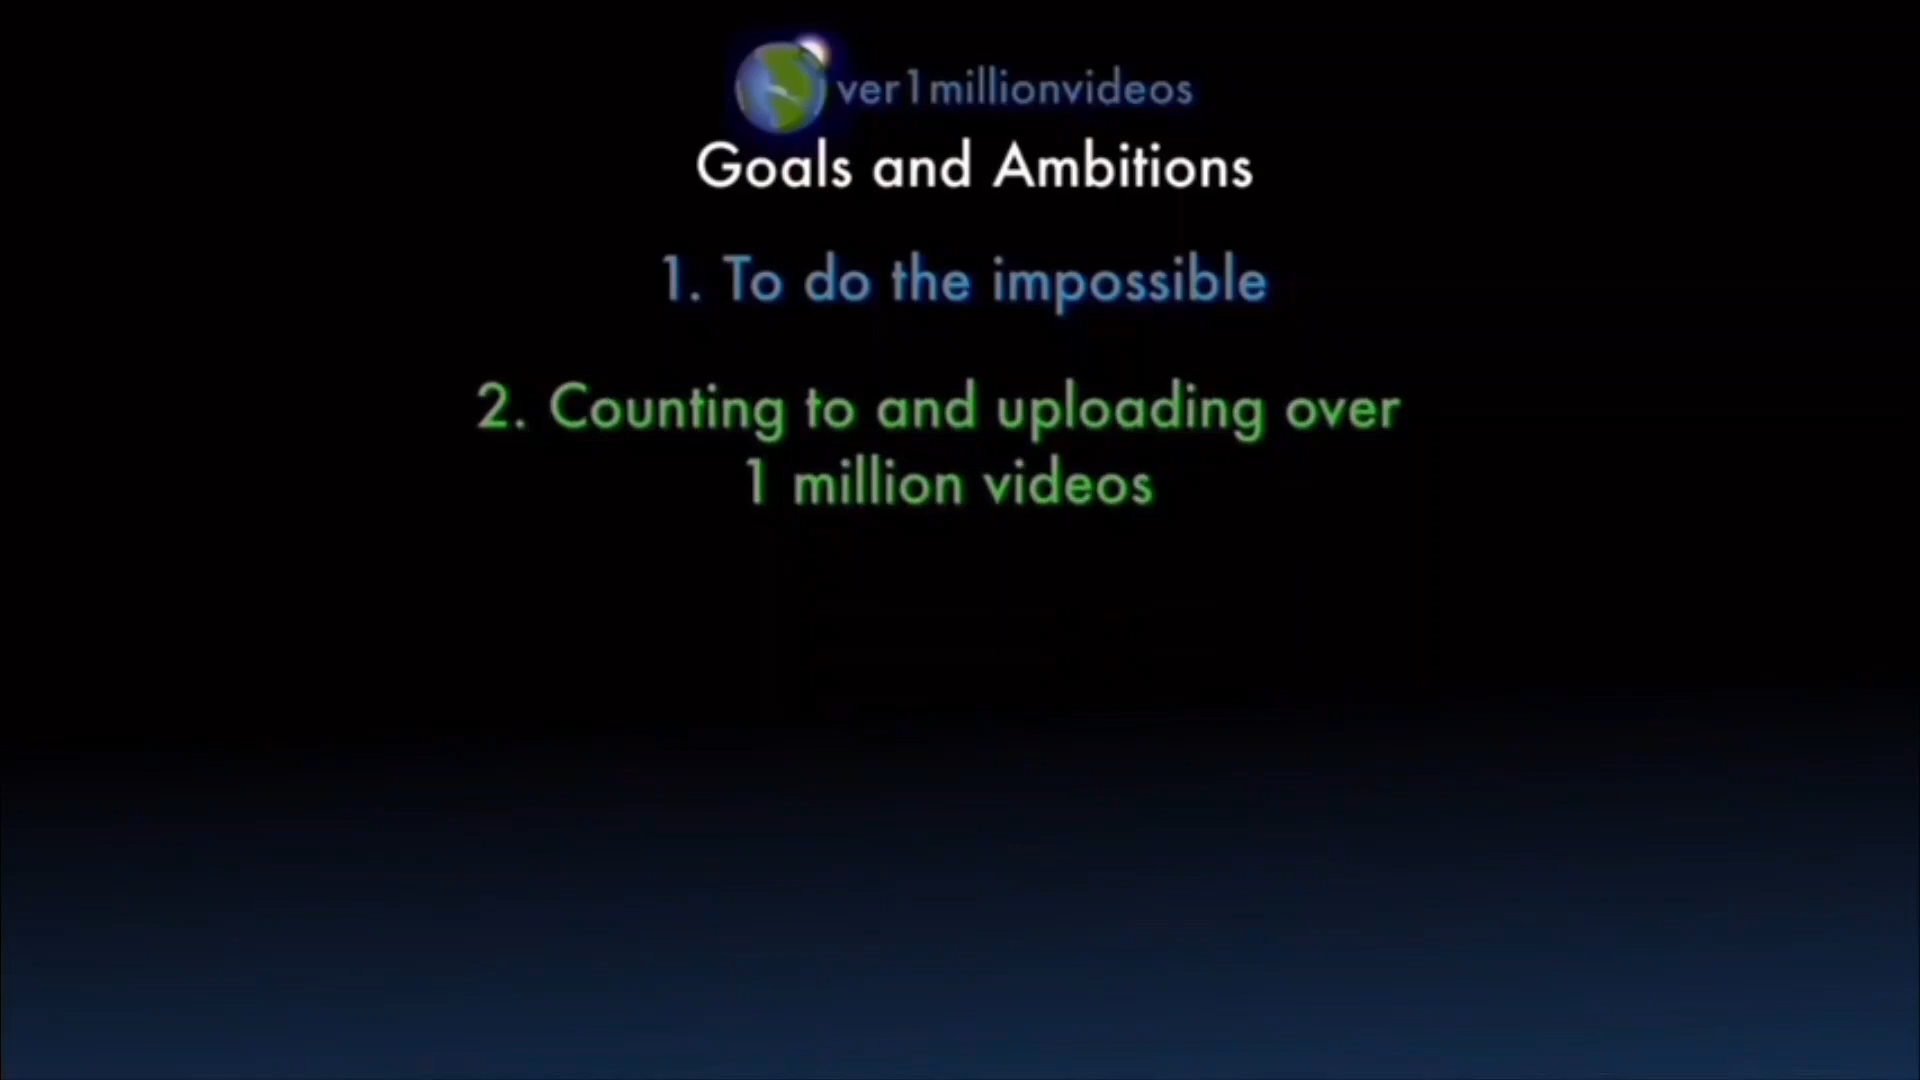 ver1millionvideos
Goals and Ambitions
1. To do the impossible
2. Counting to and uploading over
1 million videos